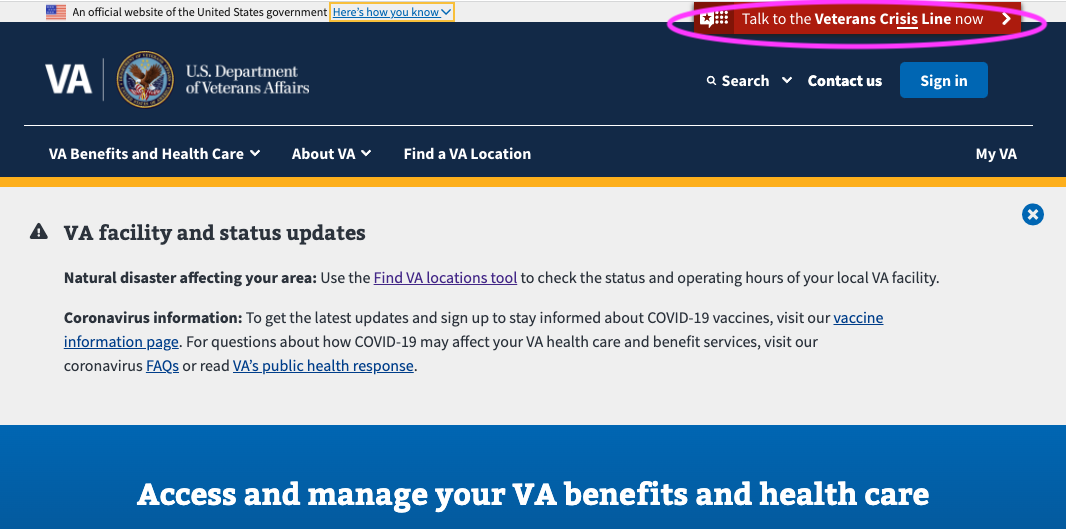 An official website of the United States government Here's how you know
Talk to the Veterans Crisis Line now
VA
U.S. Department
of Veterans Affairs
Search
Contact us
Sign in
VA Benefits and Health Care
About VA
Find a VA Location
My VA
VA facility and status updates
Natural disaster affecting your area: Use the Find VA locations tool to check the status and operating hours of your local VA facility.
Coronavirus information: To get the latest updates and sign up to stay informed about COVID-19 vaccines, visit our vaccine
information page. For questions about how COVID-19 may affect your VA health care and benefit services, visit our
coronavirus FAQs or read VA's public health response.
Access and manage your VA benefits and health care